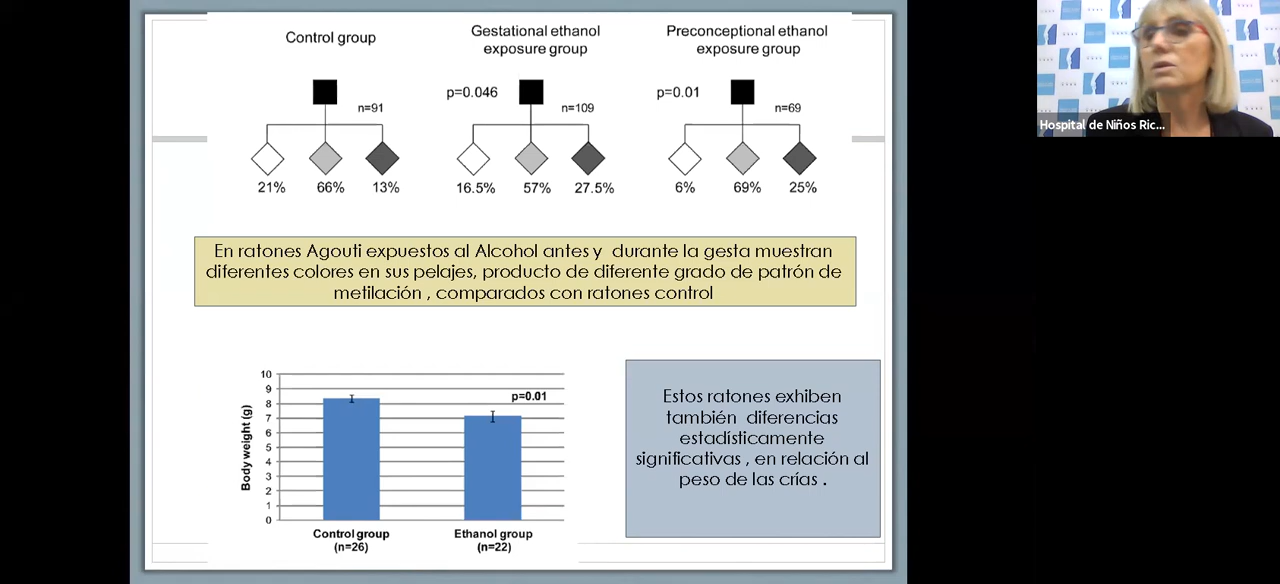 Control group
Gestational ethanol
exposure group
Preconceptional ethanol
exposure group
n=91
p=0.046
n=109
p=0.01
n=69
21%
66%
13%
16.5%
57%
27.5%
6%
69%
25%
En ratones Agouti expuestos al Alcohol antes y durante la gesta muestran
diferentes colores en sus pelajes, producto de diferente grado de patrón de
metilación , comparados con ratones control
10
9
8
7
6
5
4
3
2
1
0
Body weight (g)
p=0.01
Control group
(n=26)
Ethanol group
(n=22)
Estos ratones exhiben
también diferencias
estadísticamente
significativas , en relación al
peso de las crías .
Hospital de Niños Ric...